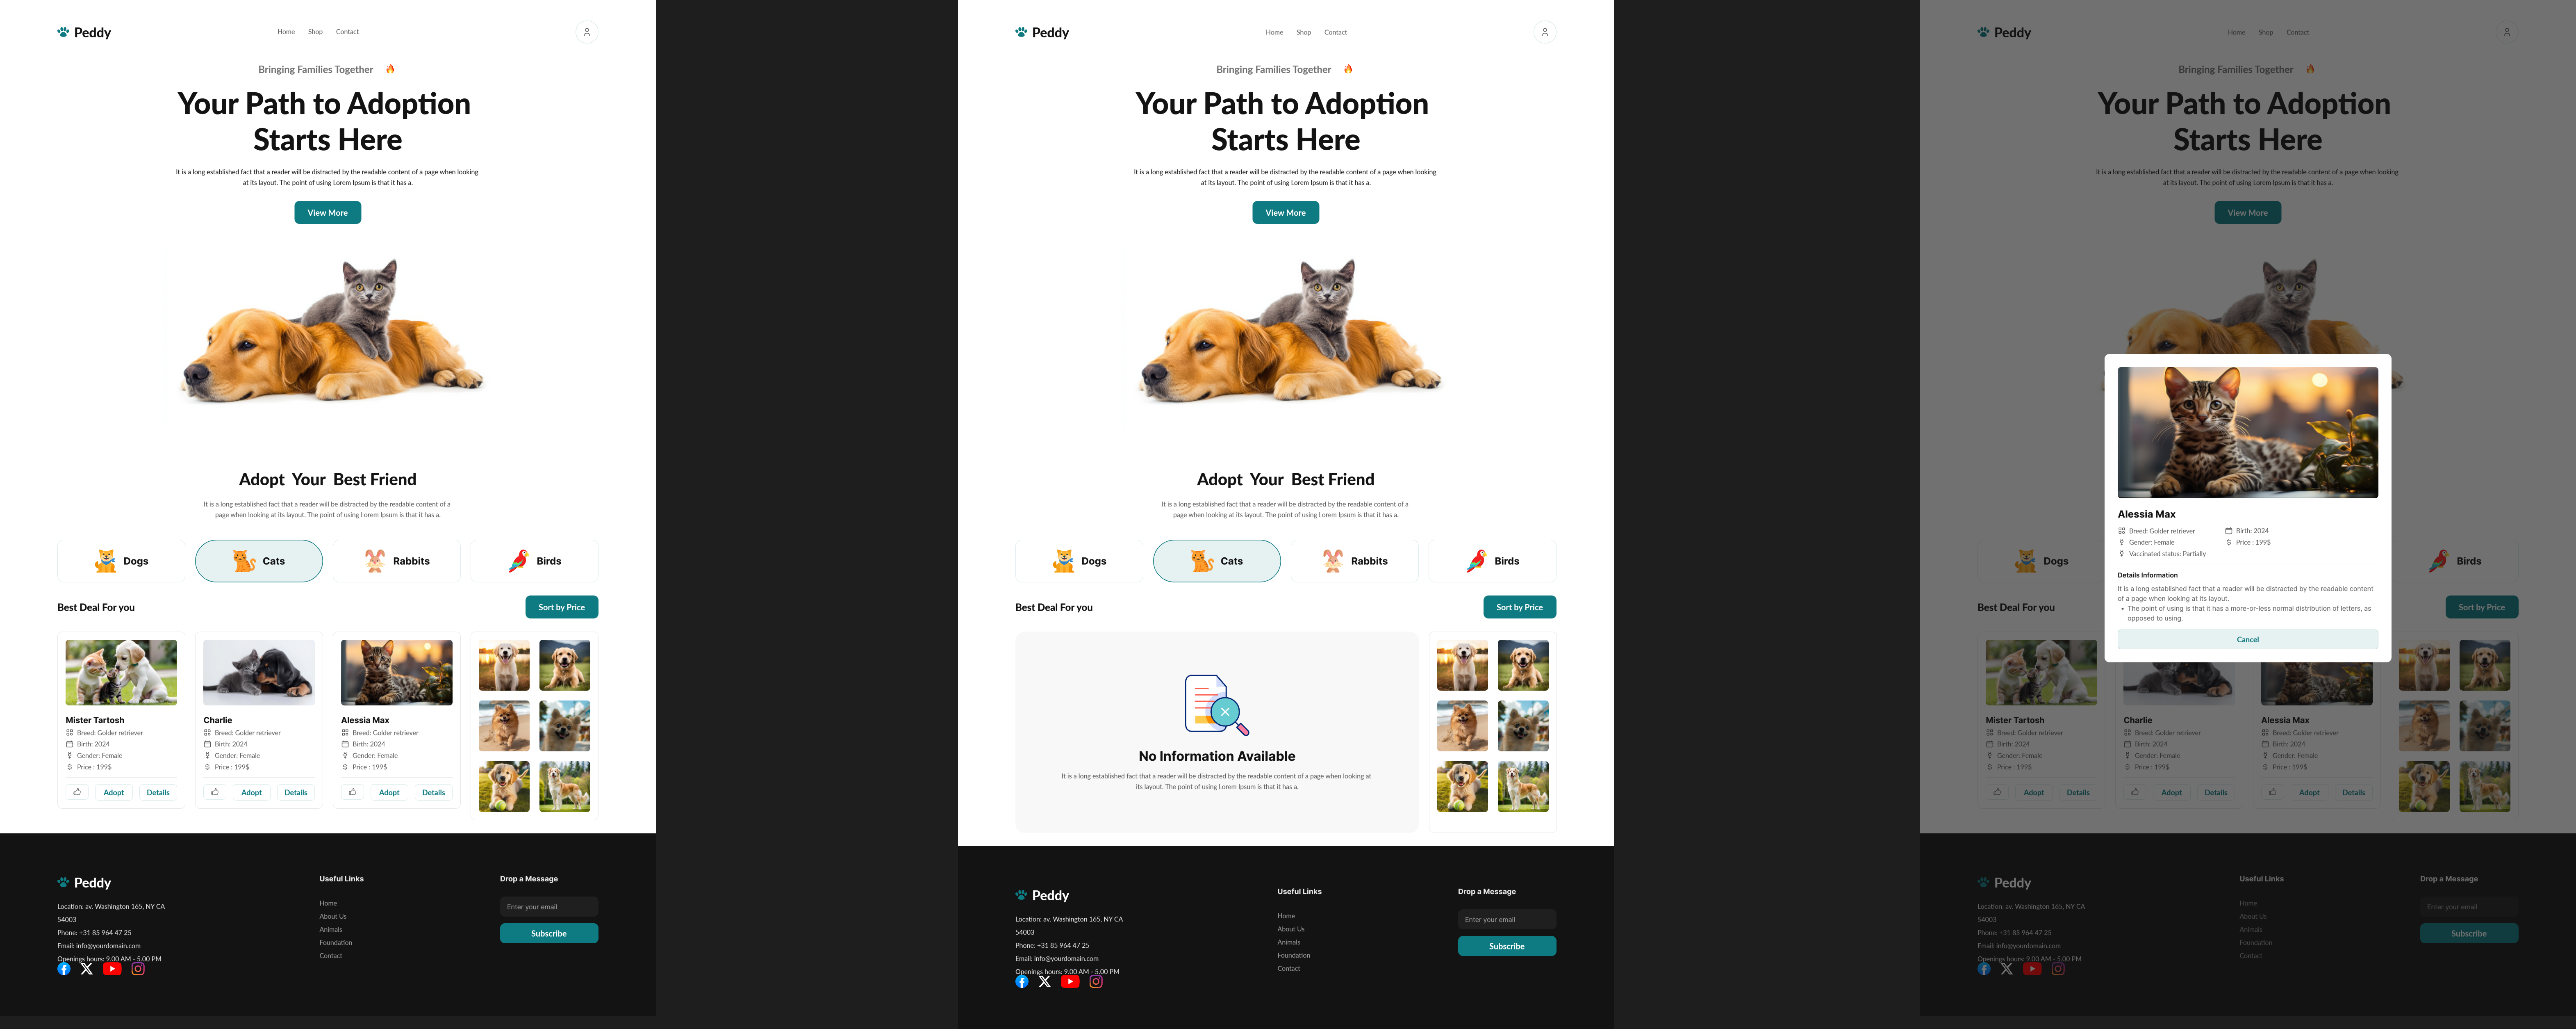 Peddy
Home Shop Contact
Bringing Families Together
Your Path to Adoption
Starts Here
It is a long established fact that a reader will be distracted by the readable content of a page when looking
at its layout. The point of using Lorem Ipsum is that it has a.
View More
Adopt Your Best Friend
It is a long established fact that a reader will be distracted by the readable content of a
page when looking at its layout. The point of using Lorem Ipsum is that it has a.
Dogs
Cats
Rabbits
Birds
Best Deal For you
Sort by Price
Mister Tartosh
Breed: Golder retriever
Birth: 2024
Gender: Female
Price : 199$
Adopt
Details
Charlie
Breed: Golder retriever
Birth: 2024
Gender: Female
Price : 199$
Adopt
Details
Alessia Max
Breed: Golder retriever
Birth: 2024
Gender: Female
Price : 199$
Adopt
Details
Peddy
Location: av. Washington 165, NY CA
54003
Phone: +31 85 964 47 25
Email: info@yourdomain.com
Openings hours: 9.00 AM - 5.00 PM
Useful Links
Home
About Us
Animals
Foundation
Contact
Drop a Message
Enter your email
Subscribe
Peddy
Home Shop Contact
Bringing Families Together
Your Path to Adoption
Starts Here
It is a long established fact that a reader will be distracted by the readable content of a page when looking
at its layout. The point of using Lorem Ipsum is that it has a.
View More
Adopt Your Best Friend
It is a long established fact that a reader will be distracted by the readable content of a
page when looking at its layout. The point of using Lorem Ipsum is that it has a.
Dogs
Cats
Rabbits
Birds
Best Deal For you
Sort by Price
No Information Available
It is a long established fact that a reader will be distracted by the readable content of a page when looking at
its layout. The point of using Lorem Ipsum is that it has a.
Peddy
Location: av. Washington 165, NY CA
54003
Phone: +31 85 964 47 25
Email: info@yourdomain.com
Openings hours: 9.00 AM - 5.00 PM
Useful Links
Home
About Us
Animals
Foundation
Contact
Drop a Message
Enter your email
Subscribe
Peddy
Home Shop Contact
Bringing Families Together
Your Path to Adoption
Starts Here
It is a long established fact that a reader will be distracted by the readable content of a page when looking
at its layout. The point of using Lorem Ipsum is that it has a.
View More
Alessia Max
Breed: Golder retriever
Birth: 2024
Gender: Female
Price : 199$
Vaccinated status: Partially
Details Information
It is a long established fact that a reader will be distracted by the readable content
of a page when looking at its layout.
• The point of using is that it has a more-or-less normal distribution of letters, as
opposed to using.
Cancel
Dogs
Birds
Best Deal For you
Sort by Price
Mister Tartosh
Breed: Golder retriever
Birth: 2024
Gender: Female
Price : 199$
Adopt
Details
Charlie
Breed: Golder retriever
Birth: 2024
Gender: Female
Price : 199$
Adopt
Details
Alessia Max
Breed: Golder retriever
Birth: 2024
Gender: Female
Price : 199$
Adopt
Details
Peddy
Location: av. Washington 165, NY CA
54003
Phone: +31 85 964 47 25
Email: info@yourdomain.com
Openings hours: 9.00 AM - 5.00 PM
Useful Links
Home
About Us
Animals
Foundation
Contact
Drop a Message
Enter your email
Subscribe